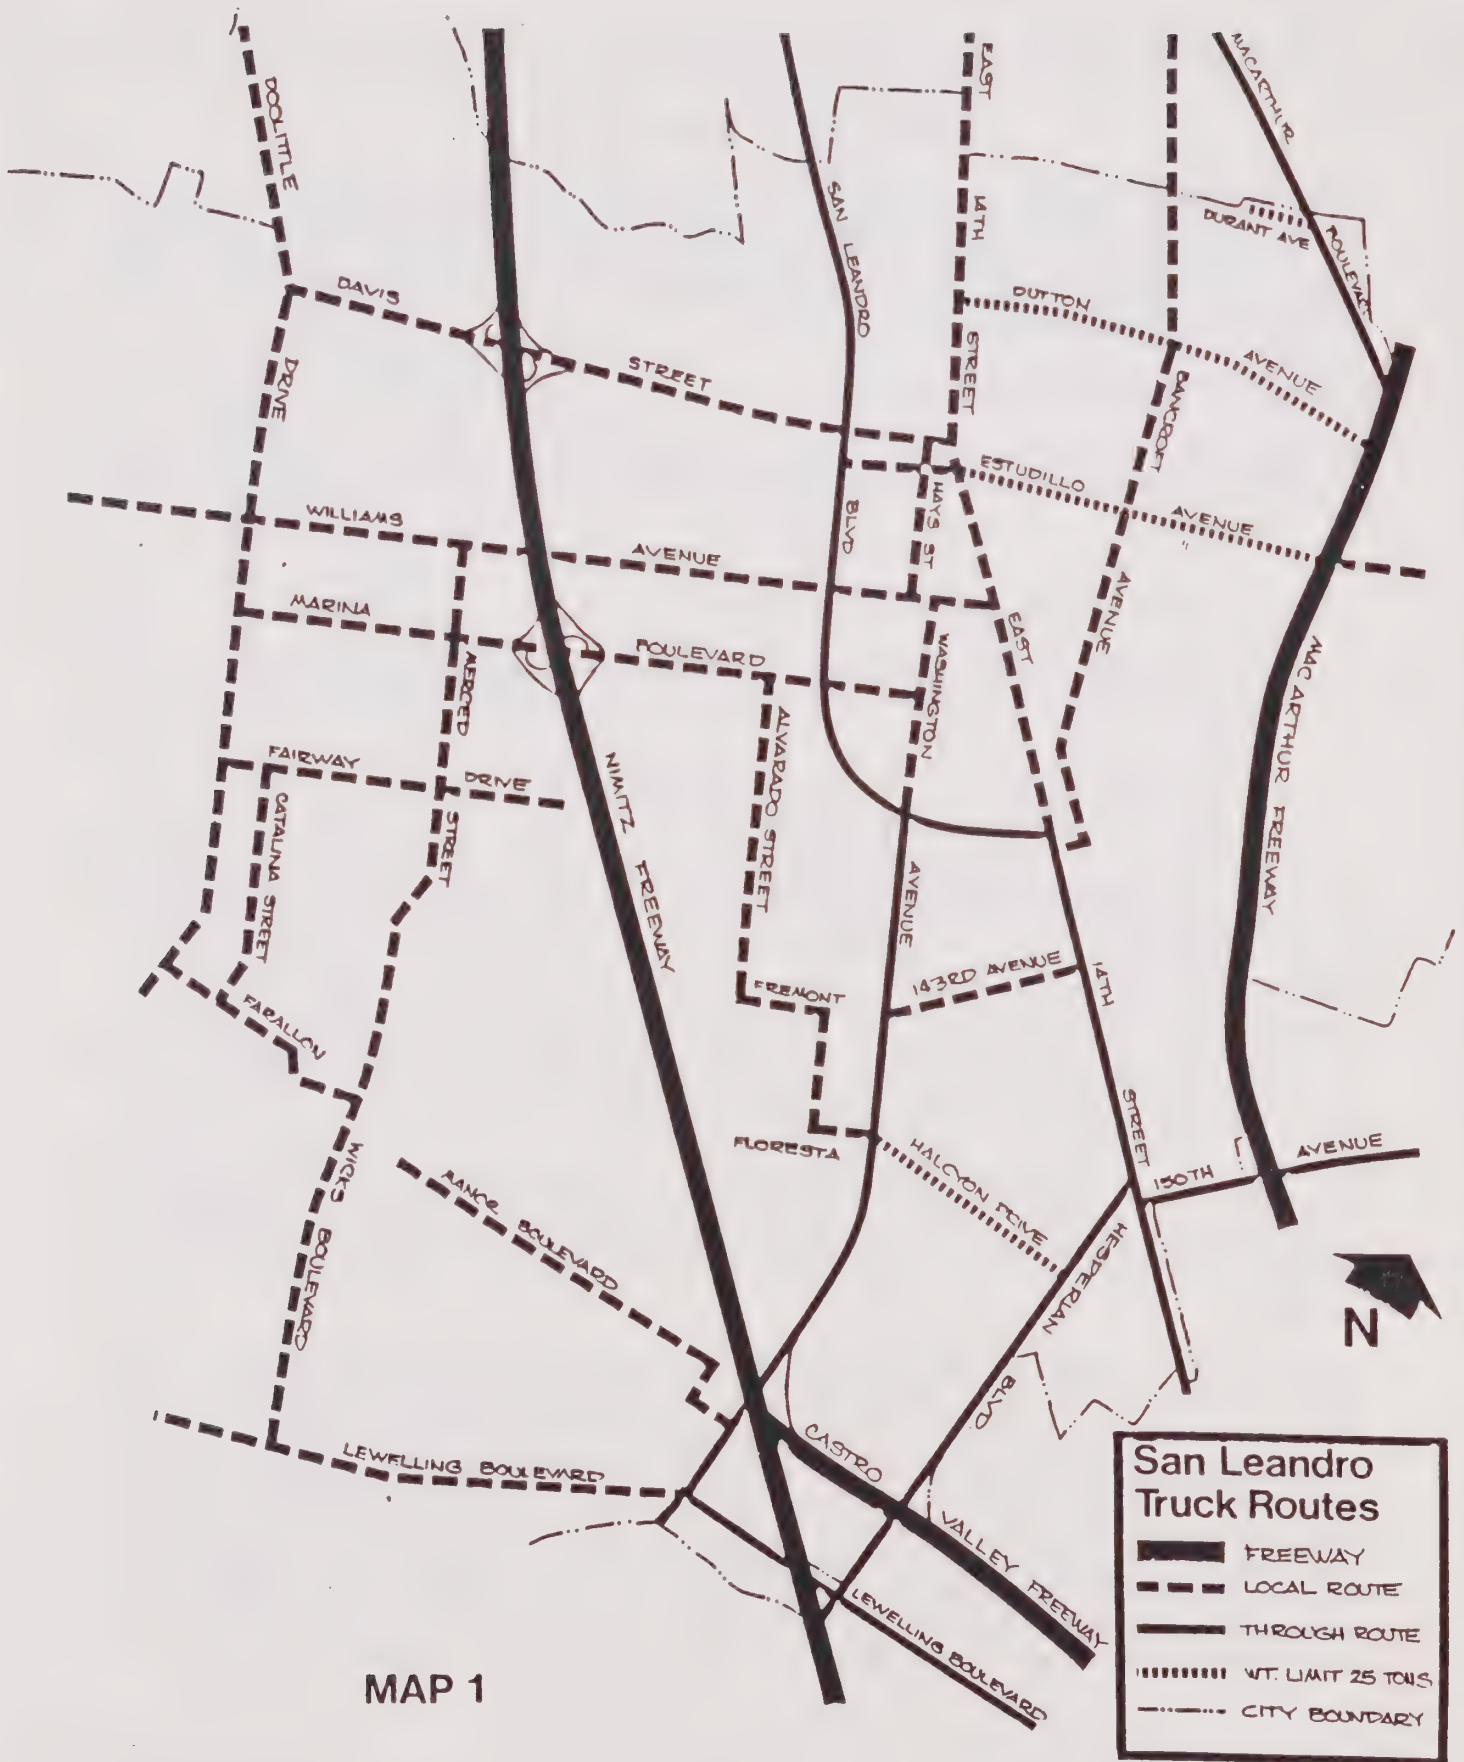 EAST
MACARTHUR
DOOLITTLE
SAN LEANDRO
14TH
DURANT AVE
BOULEVARD
DAVIS
DUTTON
STREET
STREET
AVENUE
DRIVE
BANCROFT
ESTUDILLO
HAYS ST
AVENUE
WILLIAMS
BLVD
AVENUE
AVENUE
MARINA
EAST
BOULEVARD
WASHINGTON
MERCED
MAC ARTHUR FREEWAY
ALVARADO STREET
FAIRWAY
DRIVE
NIMITZ FREEWAY
CATALINA STREET
STREET
AVENUE
143RD AVENUE
14TH
FREMONT
FARALLON
STREET
FLORESTA
HALCYON DRIVE
150TH
AVENUE
WICKS BOULEVARD
MANOR BOULEVARD
HESPERIAN
BLVD
N
CASTRO
VALLEY FREEWAY
LEWELLING BOULEVARD
LEWELLING BOULEVARD
MAP 1
San Leandro
Truck Routes
FREEWAY
LOCAL ROUTE
THROUGH ROUTE
WT. LIMIT 25 TONS
CITY BOUNDARY